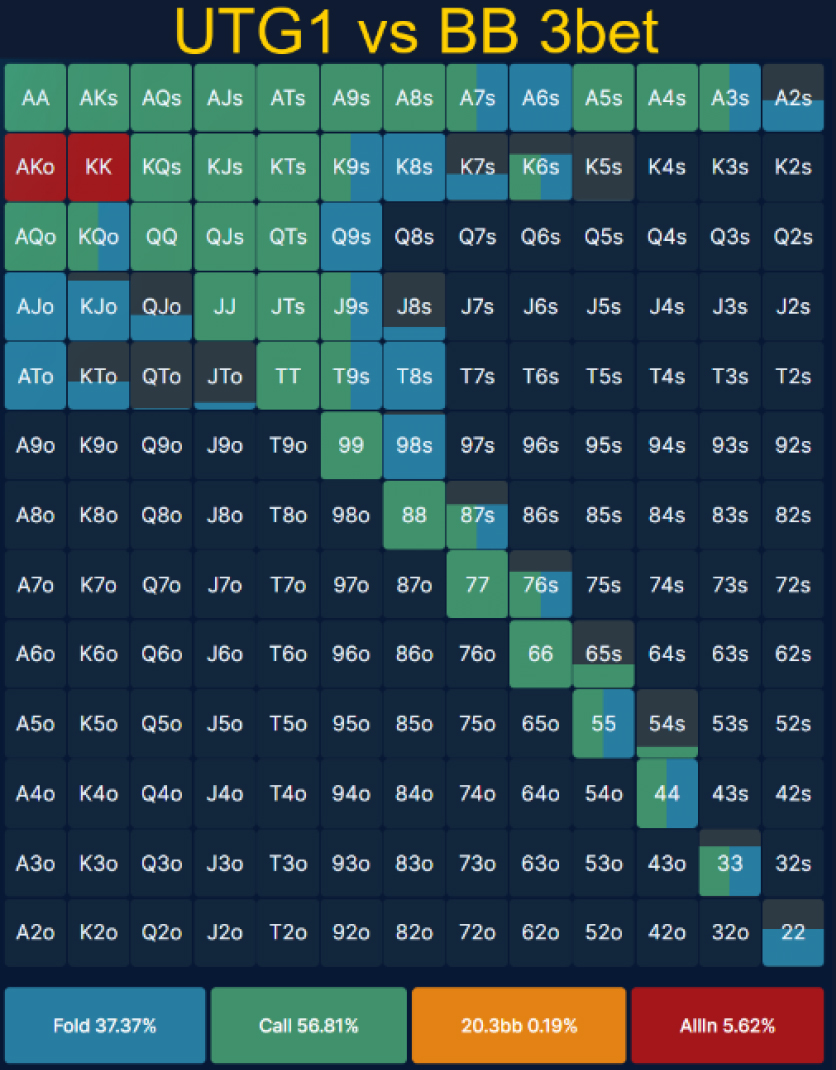 UTG1 vs BB 3bet
AA AKs AQs AJs ATs A9s A8s A7s A6s A5s A4s A3s A2s
AKo KK KQs KJs KTs K9s K8s K7s K6s K5s K4s K3s K2s
AQo KQo QQ QJs QTs Q9s Q8s Q7s Q6s Q5s Q4s Q3s Q2s
AJo KJo QJo JJ JTs J9s J8s J7s J6s J5s J4s J3s J2s
ATo KTo QTo JTo TT T9s T8s T7s T6s T5s T4s T3s T2s
A9o K9o Q9o J9o T9o 99 98s 97s 96s 95s 94s 93s 92s
A8o K8o Q8o J8o T8o 98o 88 87s 86s 85s 84s 83s 82s
A7o K7o Q7o J7o T7o 97o 87o 77 76s 75s 74s 73s 72s
A6o K6o Q6o J6o T6o 96o 86o 76o 66 65s 64s 63s 62s
A5o K5o Q5o J5o T5o 95o 85o 75o 65o 55 54s 53s 52s
A4o K4o Q4o J4o T4o 94o 84o 74o 64o 54o 44 43s 42s
A3o K3o Q3o J3o T3o 93o 83o 73o 63o 53o 43o 33 32s
A2o K2o Q2o J2o T2o 92o 82o 72o 62o 52o 42o 32o 22
Fold 37.37% Call 56.81% 20.3bb 0.19% AllIn 5.62%